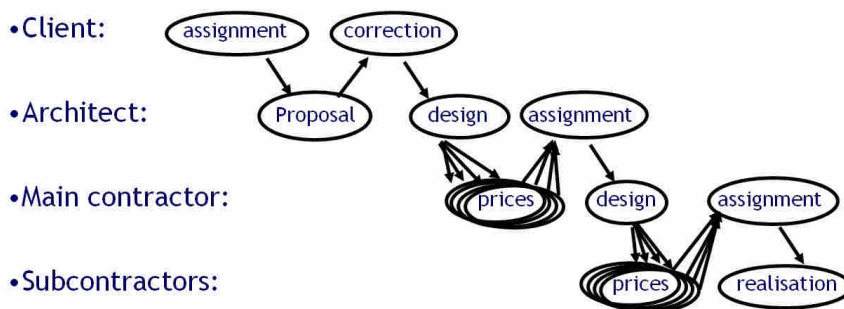 •Client: assignment correction
•Architect: Proposal design assignment
•Main contractor: prices design assignment
•Subcontractors: prices realisation